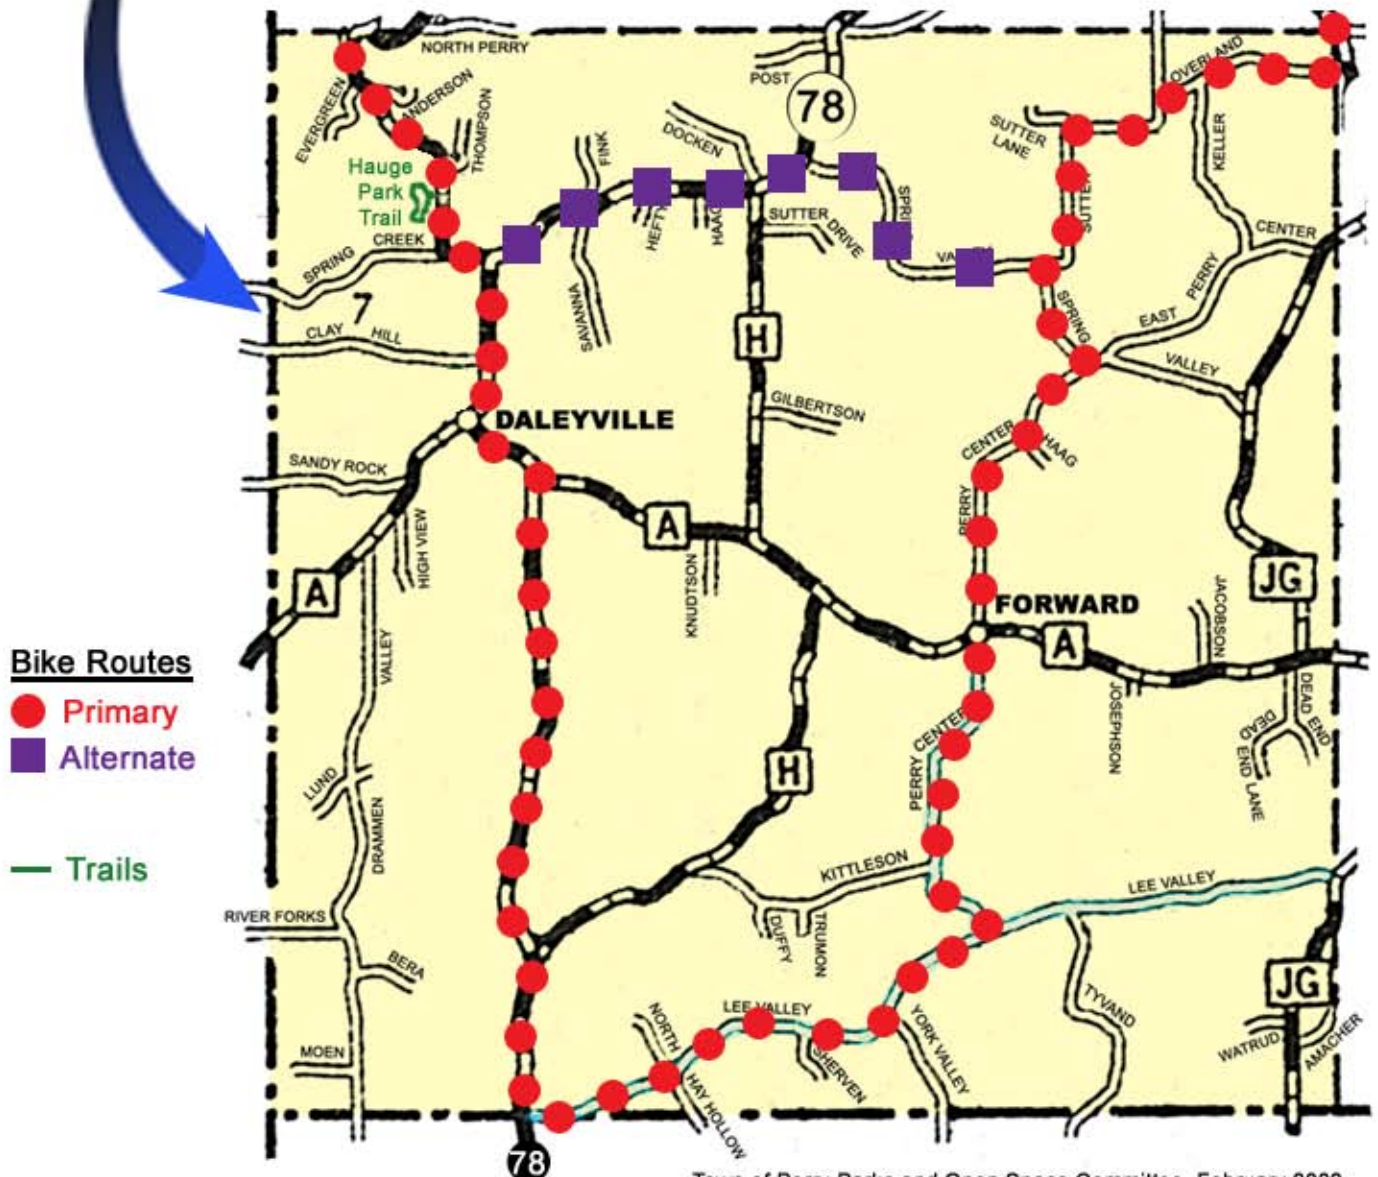 NORTH PERRY
POST
78
OVERLAND
EVERGREEN
ANDERSON
THOMPSON
FINK
DOCKEN
SUTTER
LANE
KELLER
Hauge
Park
Trail
HEFTY
HAAG
SUTTER
DRIVE
SUTTER
CENTER
SPRING
CREEK
7
CLAY HILL
SAVANNA
H
SPRING
PERRY
EAST
VALLEY
DALEYVILLE
GILBERTSON
CENTER
HAAG
SANDY ROCK
HIGH VIEW
A
A
KNUDTSON
PERRY
JG
FORWARD
A
JACOBSON
JOSEPHSON
DEAD END
DEAD
END LANE
Bike Routes
Primary
Alternate
Trails
VALLEY
LUND
DRAMMEN
H
CENTER
PERRY
KITTLESON
LEE VALLEY
RIVER FORKS
BERA
DUFFY
TRUMON
JG
MOEN
NORTH
HAY HOLLOW
LEE VALLEY
SHERVEN
YORK VALLEY
TYVAND
WATRUD
AMACHER
78